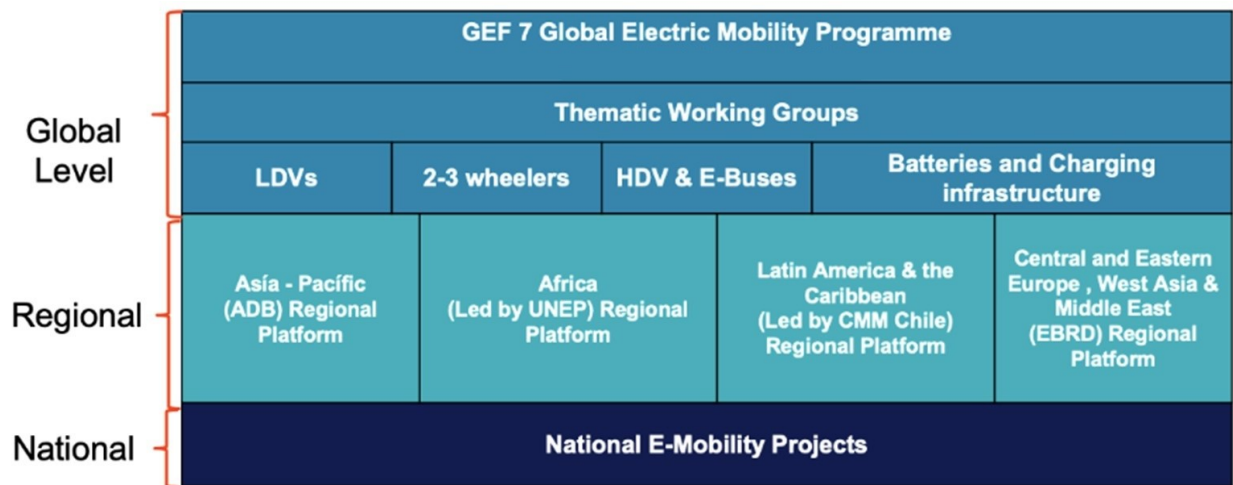 GEF 7 Global Electric Mobility Programme
Thematic Working Groups
Global
Level
LDVs
2-3 wheelers
HDV & E-Buses
Batteries and Charging
infrastructure
Regional
Asía - Pacífic
(ADB) Regional
Platform
Africa
(Led by UNEP) Regional
Platform
Latin America & the
Caribbean
(Led by CMM Chile)
Regional Platform
Central and Eastern
Europe , West Asia &
Middle East
(EBRD) Regional
Platform
National
National E-Mobility Projects